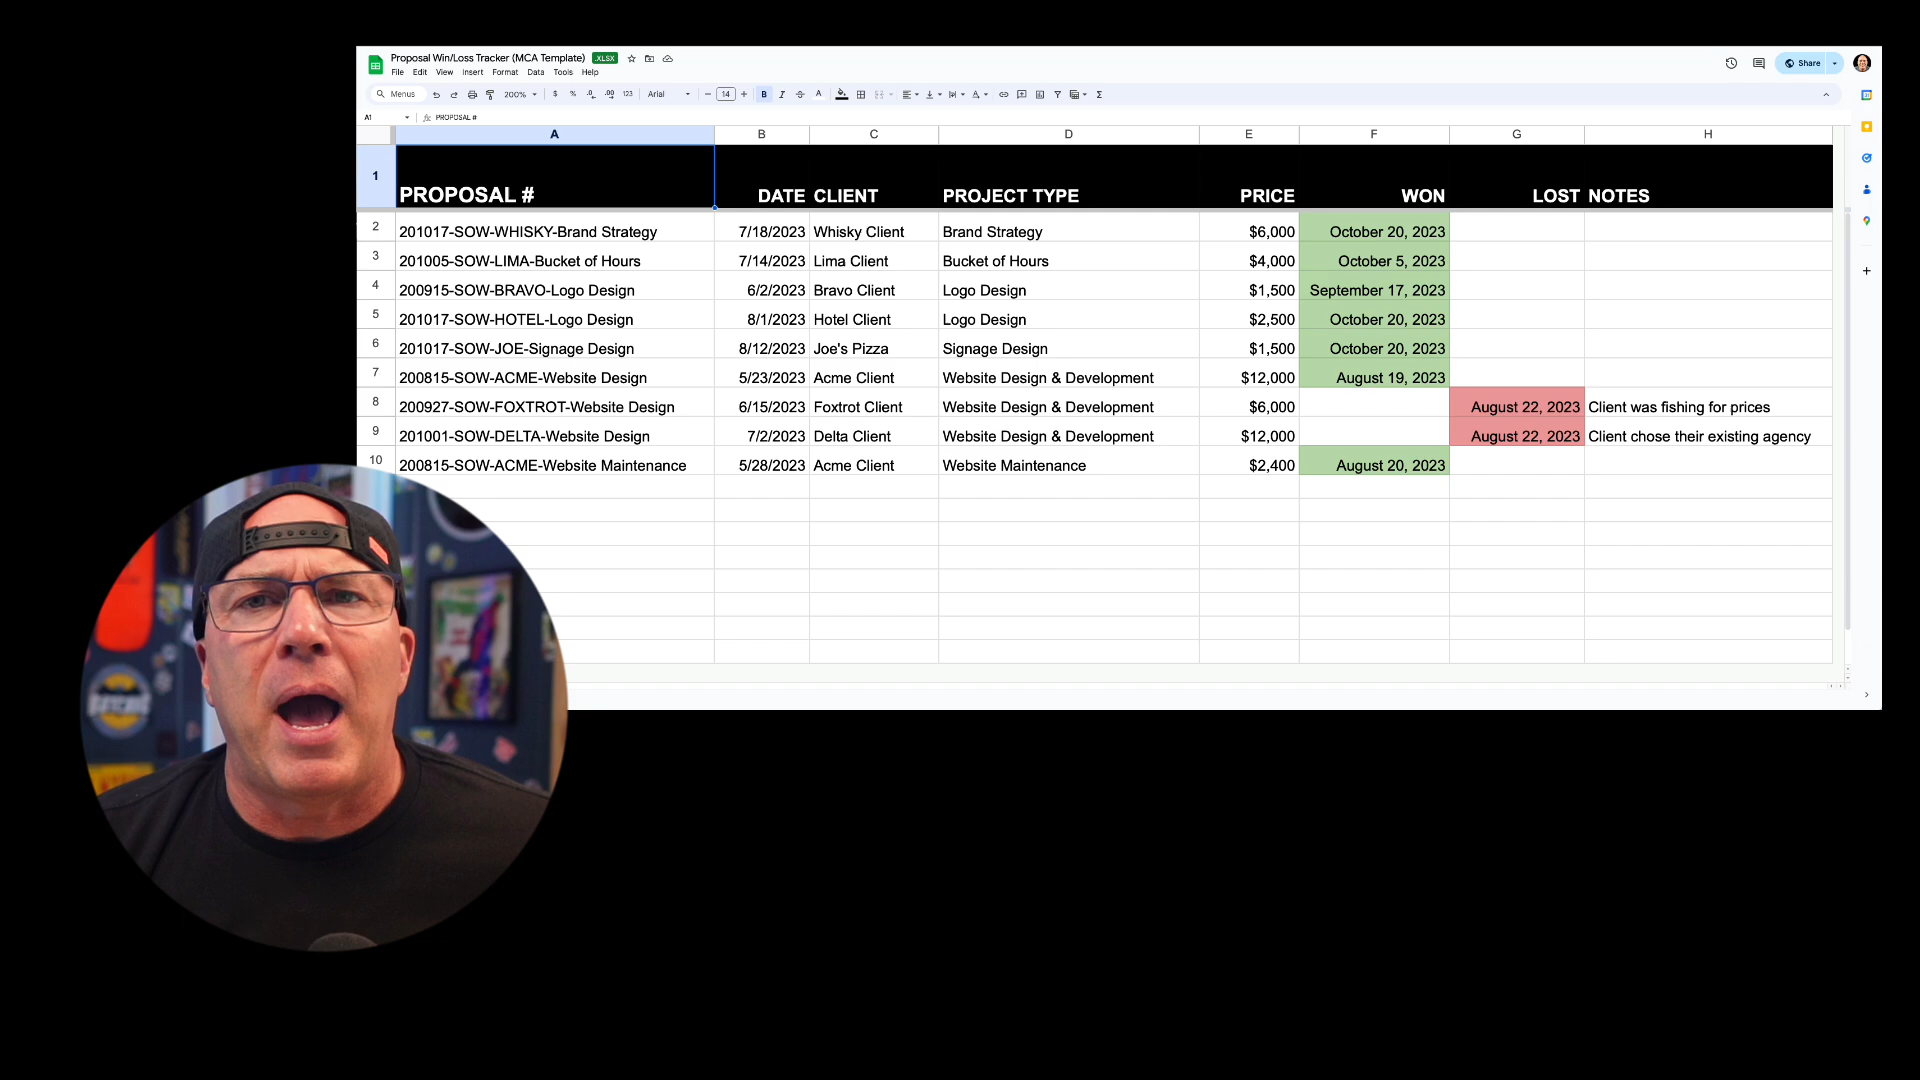 Proposal Win/Loss Tracker (MCA Template) .XLSX
File Edit View Insert Format Data Tools Help
Share
Menus 200% $ % .0 .00 123 Arial 14 B I A Σ
A1 fx PROPOSAL #
A B C D E F G H
1 PROPOSAL # DATE CLIENT PROJECT TYPE PRICE WON LOST NOTES
2 201017-SOW-WHISKY-Brand Strategy 7/18/2023 Whisky Client Brand Strategy $6,000 October 20, 2023
3 201005-SOW-LIMA-Bucket of Hours 7/14/2023 Lima Client Bucket of Hours $4,000 October 5, 2023
4 200915-SOW-BRAVO-Logo Design 6/2/2023 Bravo Client Logo Design $1,500 September 17, 2023
5 201017-SOW-HOTEL-Logo Design 8/1/2023 Hotel Client Logo Design $2,500 October 20, 2023
6 201017-SOW-JOE-Signage Design 8/12/2023 Joe's Pizza Signage Design $1,500 October 20, 2023
7 200815-SOW-ACME-Website Design 5/23/2023 Acme Client Website Design & Development $12,000 August 19, 2023
8 200927-SOW-FOXTROT-Website Design 6/15/2023 Foxtrot Client Website Design & Development $6,000 August 22, 2023 Client was fishing for prices
9 201001-SOW-DELTA-Website Design 7/2/2023 Delta Client Website Design & Development $12,000 August 22, 2023 Client chose their existing agency
10 200815-SOW-ACME-Website Maintenance 5/28/2023 Acme Client Website Maintenance $2,400 August 20, 2023